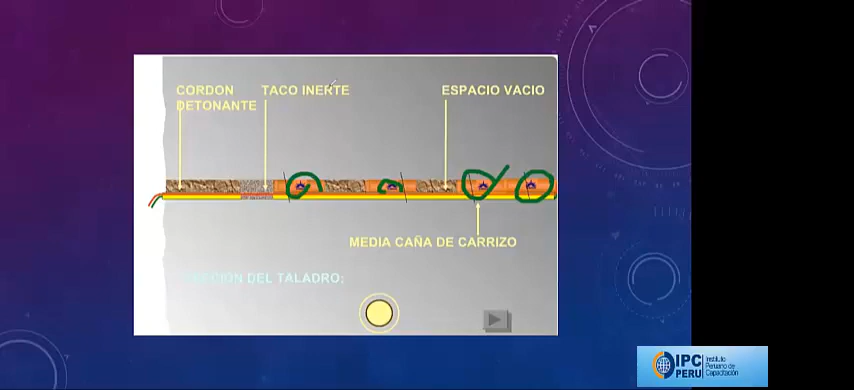 CORDON
DETONANTE
TACO INERTE
ESPACIO VACIO
MEDIA CAÑA DE CARRIZO
DEL TALADRO:
IPC
PERU
Instituto
Peruano de
Capacitación